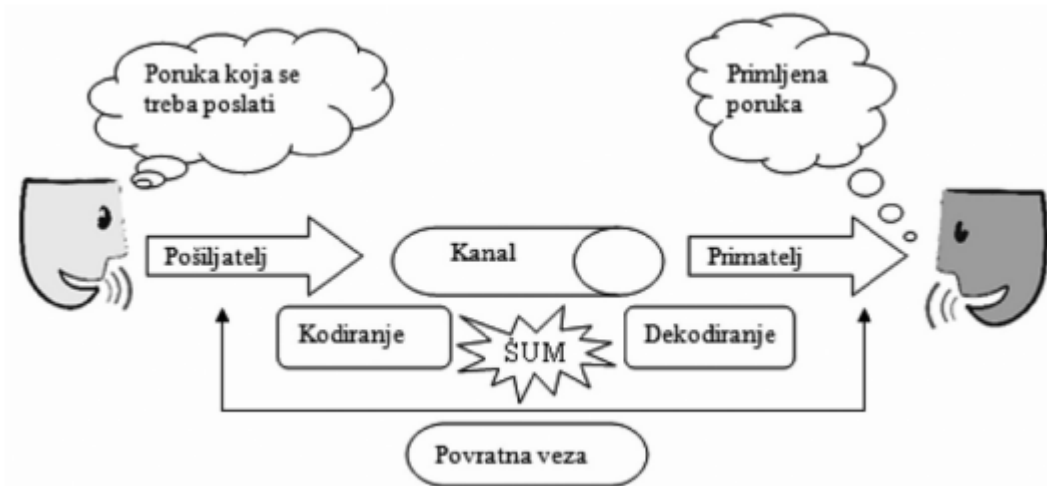 Poruka koja se
treba poslati
Primljena
poruka
Pošiljatelj
Kanal
Primatelj
Kodiranje
ŠUM
Dekodiranje
Povratna veza